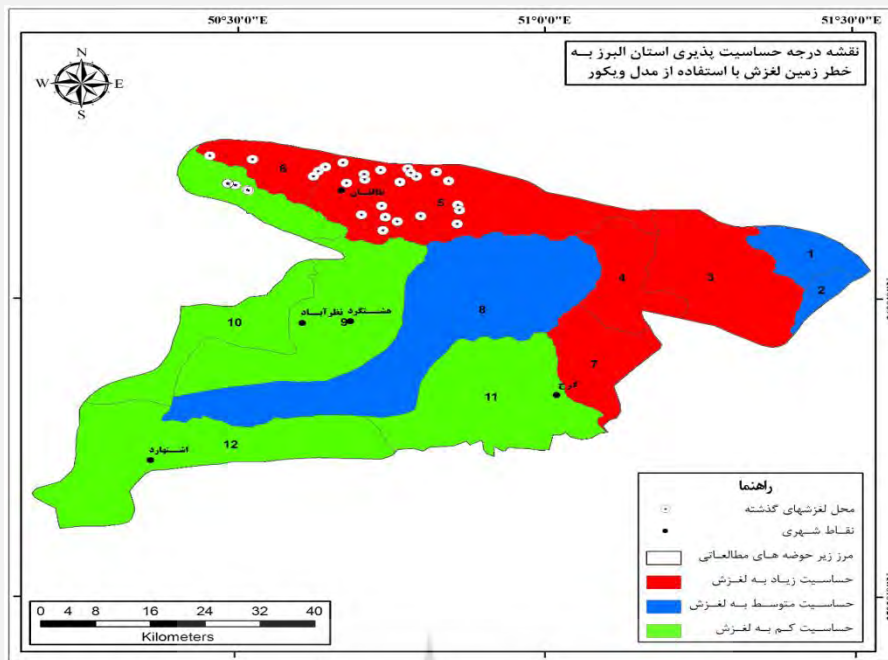 50°30'0"E
51°0'0"E
51°30'0"E
نقشه درجه حساسیت پذیری استان البرز به
خطر زمین لغزش با استفاده از مدل ویکور
N
W E
S
6
طالقان
5
1
2
3
4
10
نظرآباد
هشتگرد
9
8
7
کرج
11
12
اشتهارد
راهنما
محل لغزشهای گذشته
نقاط شهری
مرز زیر حوضه های مطالعاتی
حساسیت زیاد به لغزش
حساسیت متوسط به لغزش
حساسیت کم به لغزش
0 4 8 16 24 32 40
Kilometers